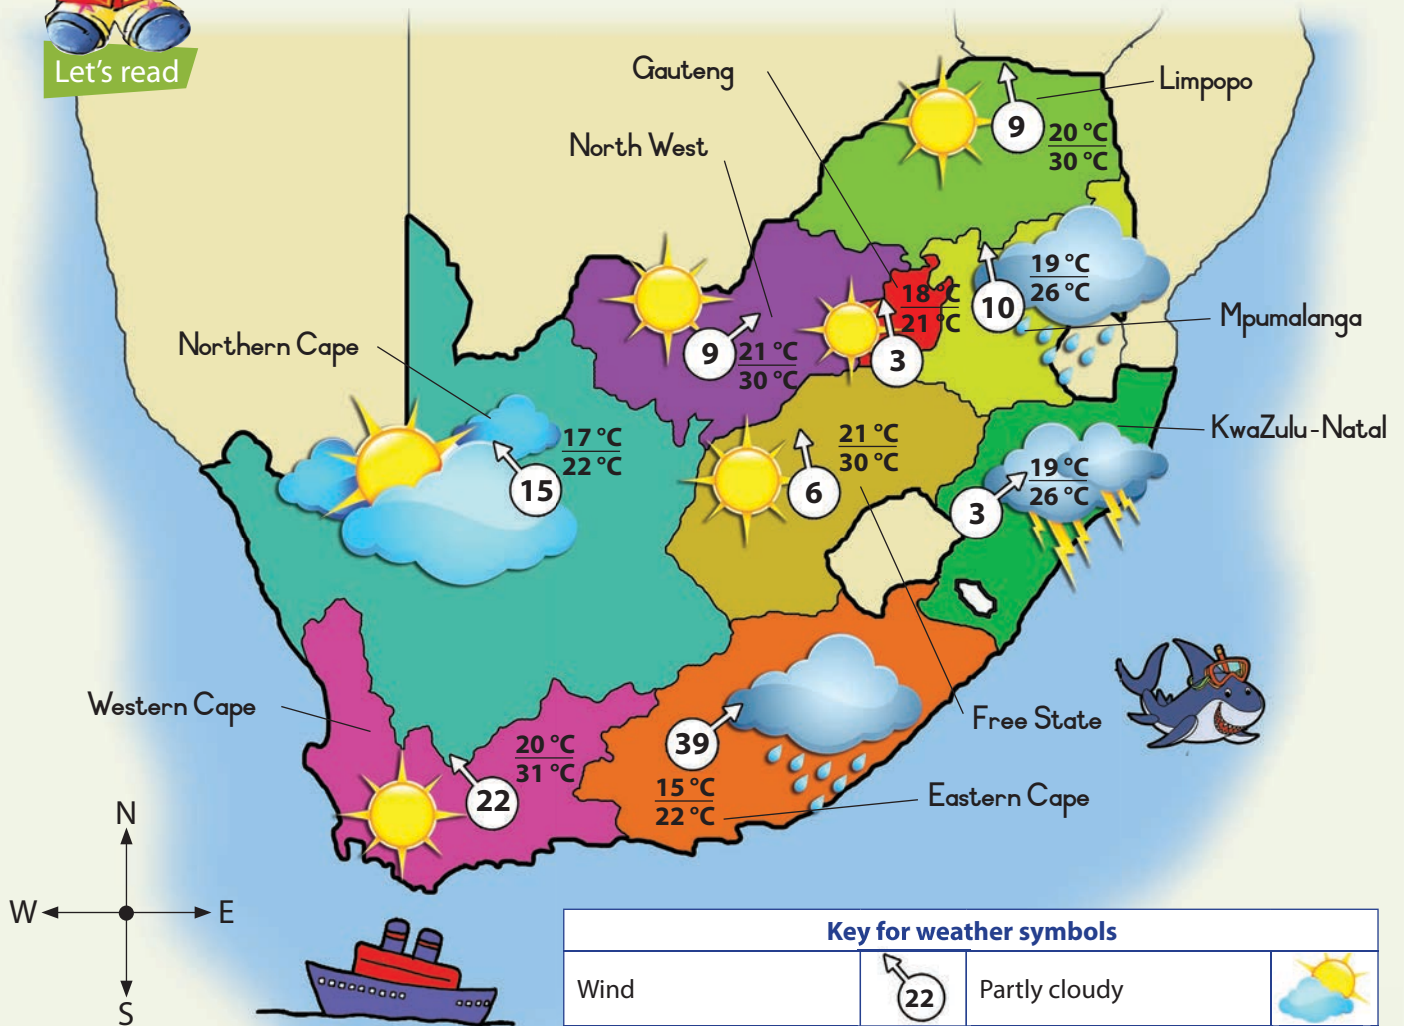 Let's read
Gauteng
Limpopo
9
20 °C
30 °C
North West
19 °C
26 °C
10
18 °C
21 °C
Mpumalanga
Northern Cape
9
21 °C
30 °C
3
KwaZulu-Natal
17 °C
22 °C
15
21 °C
30 °C
6
19 °C
26 °C
3
Western Cape
Free State
39
20 °C
31 °C
22
15 °C
22 °C
Eastern Cape
N
W
E
S
Key for weather symbols
Wind
22
Partly cloudy